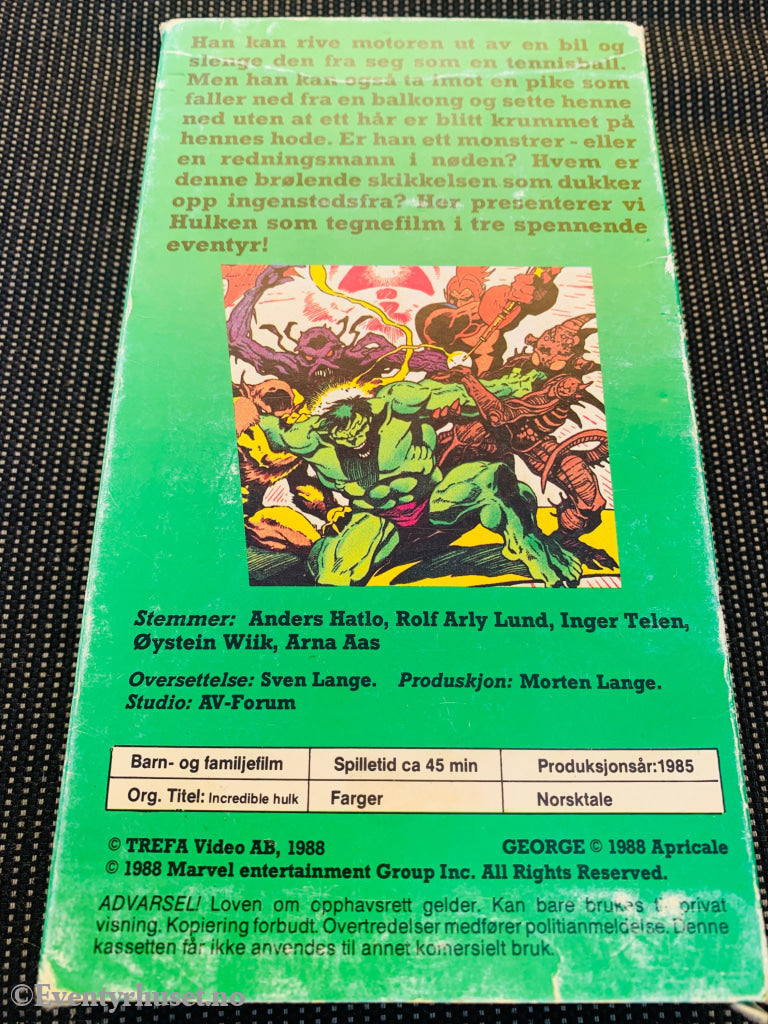 Han kan rive motoren ut av en bil og
slenge den fra seg som en tennisball.
Men han kan også ta imot en pike som
faller ned fra en balkong og sette henne
ned uten at ett hår er blitt krummet på
hennes hode. Er han ett monstrer - eller
en redningsmann i nøden? Hvem er
denne brølende skikkelsen som dukker
opp ingenstedsfra? Her presenterer vi
Hulken som tegnefilm i tre spennende
eventyr!
Stemmer: Anders Hatlo, Rolf Arly Lund, Inger Telen,
Øystein Wiik, Arna Aas
Oversettelse: Sven Lange. Produskjon: Morten Lange.
Studio: AV-Forum
Barn- og familjefilm Spilletid ca 45 min Produksjonsår:1985
Org. Titel: Incredible hulk Farger Norsktale
© TREFA Video AB, 1988 GEORGE © 1988 Apricale
© 1988 Marvel entertainment Group Inc. All Rights Reserved.
ADVARSEL! Loven om opphavsrett gelder. Kan bare brukes til privat
visning. Kopiering forbudt. Overtredelser medfører politianmeldelse. Denne
kassetten får ikke anvendes til annet komersielt bruk.
©Eventyrhuset.no